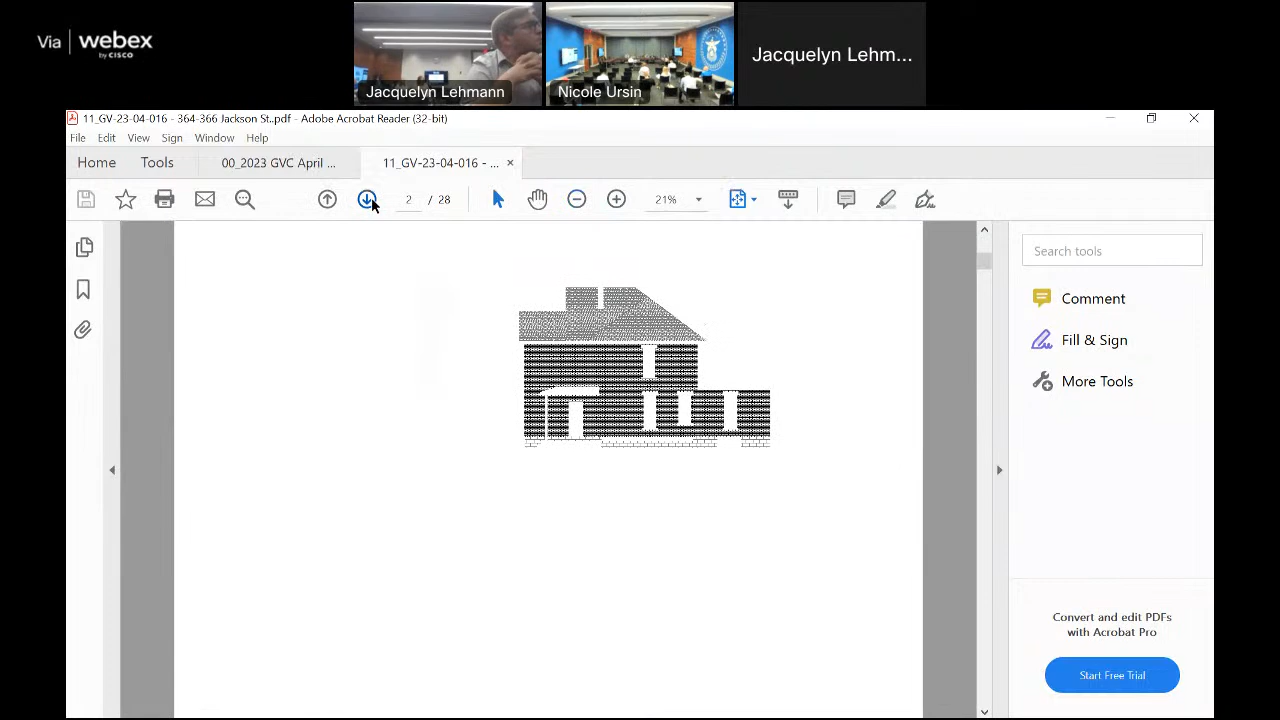 Via | webex
by CISCO
Jacquelyn Lehmann
Nicole Ursin
Jacquelyn Lehm...
11_GV-23-04-016 - 364-366 Jackson St..pdf - Adobe Acrobat Reader (32-bit)
File Edit View Sign Window Help
Home Tools 00_2023 GVC April ... 11_GV-23-04-016 - ... ×
2 / 28 21%
Search tools
Comment
Fill & Sign
More Tools
Convert and edit PDFs
with Acrobat Pro
Start Free Trial